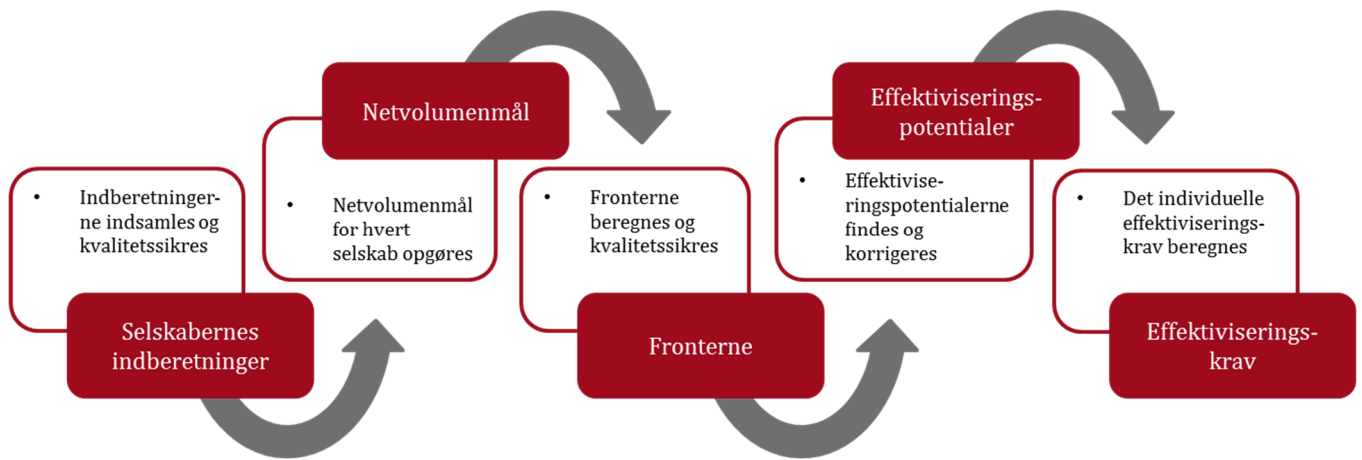 • Indberetninger-
ne indsamles og
kvalitetssikres
Selskabernes
indberetninger
Netvolumenmål
• Netvolumenmål
for hvert
selskab opgøres
• Fronterne
beregnes og
kvalitetssikres
Fronterne
Effektiviserings-
potentialer
• Effektivise-
ringspotentialerne
findes og
korrigeres
• Det individuelle
effektiviserings-
krav beregnes
Effektiviserings-
krav